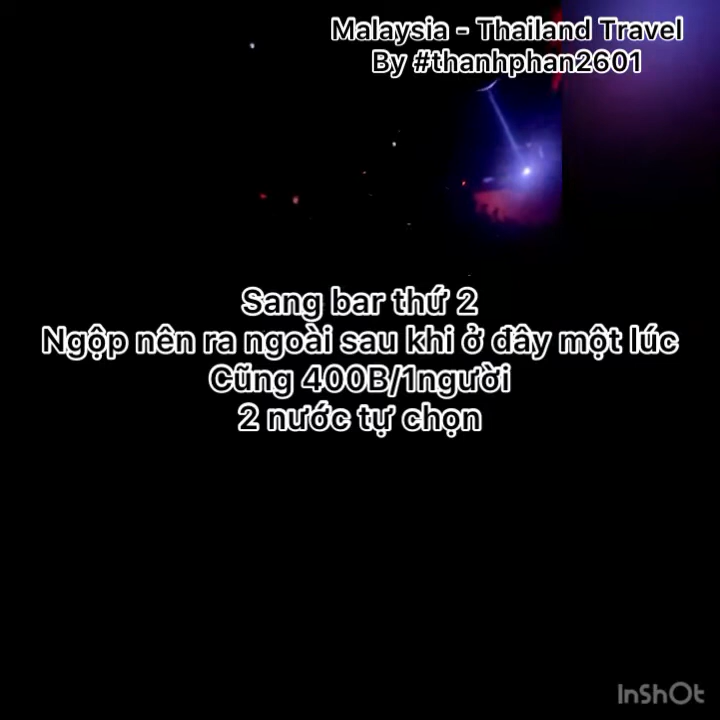 Malaysia - Thailand Travel
By #thanhphan2601
Sang bar thứ 2
Ngộp nên ra ngoài sau khi ở đây một lúc
Cũng 400B/1người
2 nước tự chọn
InShOt